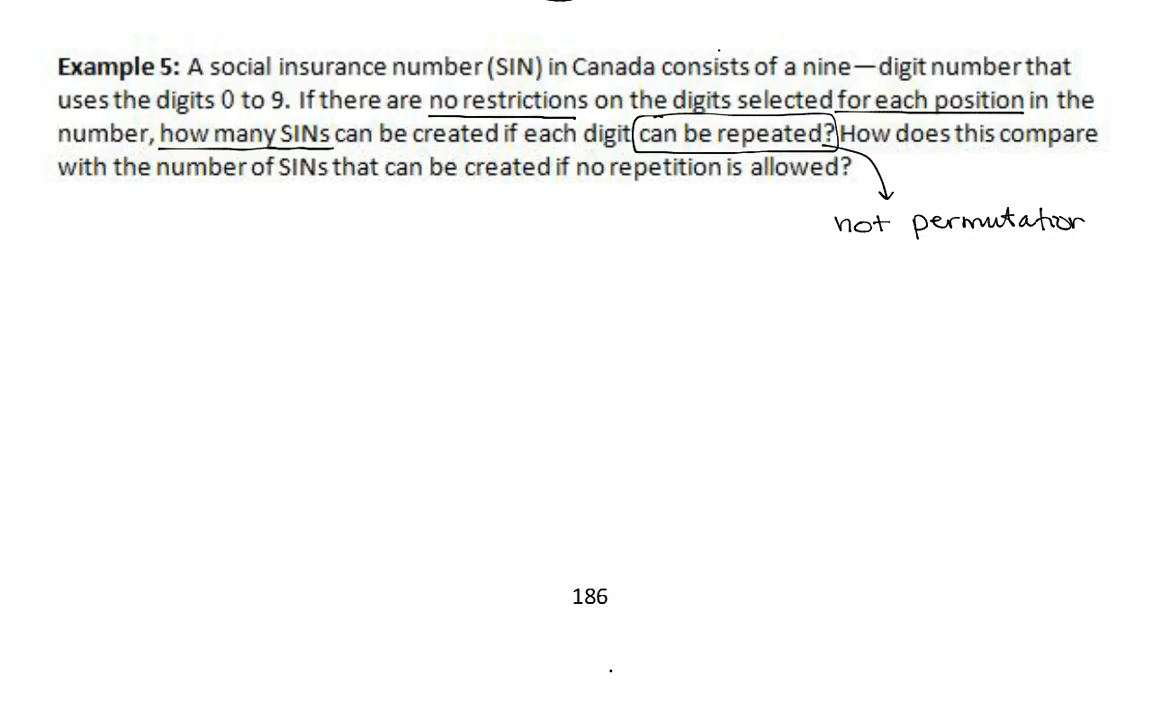 Example 5: A social insurance number (SIN) in Canada consists of a nine—digit number that
uses the digits 0 to 9. If there are no restrictions on the digits selected for each position in the
number, how many SINs can be created if each digit can be repeated? How does this compare
with the number of SINs that can be created if no repetition is allowed?
not permutation
186